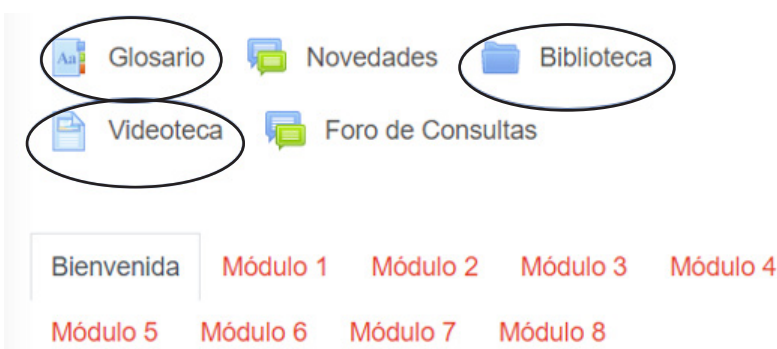 Glosario Novedades Biblioteca
Videoteca Foro de Consultas
Bienvenida Módulo 1 Módulo 2 Módulo 3 Módulo 4
Módulo 5 Módulo 6 Módulo 7 Módulo 8